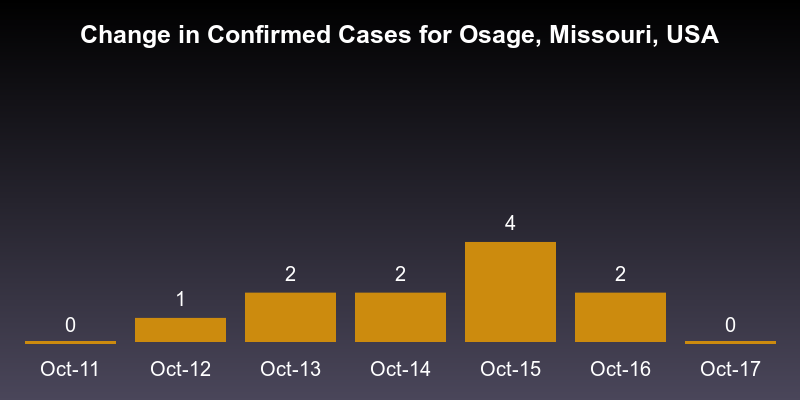 Change in Confirmed Cases for Osage, Missouri, USA
4
2 2 2
1
0 0
Oct-11 Oct-12 Oct-13 Oct-14 Oct-15 Oct-16 Oct-17